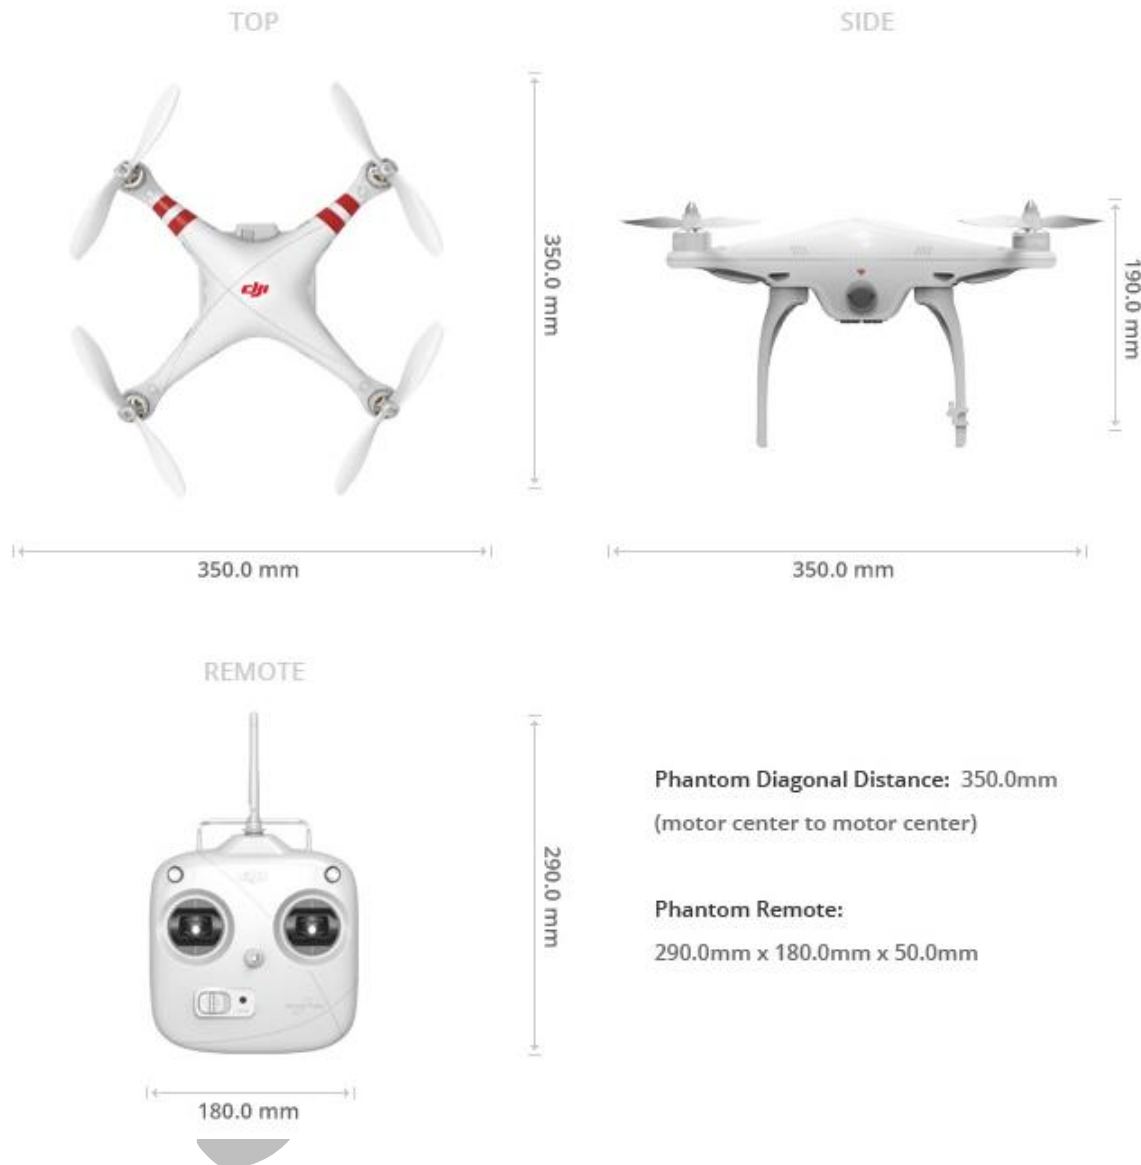 TOP
SIDE
dji
350.0 mm
190.0 mm
350.0 mm
350.0 mm
REMOTE
290.0 mm
180.0 mm
Phantom Diagonal Distance: 350.0mm
(motor center to motor center)
Phantom Remote:
290.0mm x 180.0mm x 50.0mm